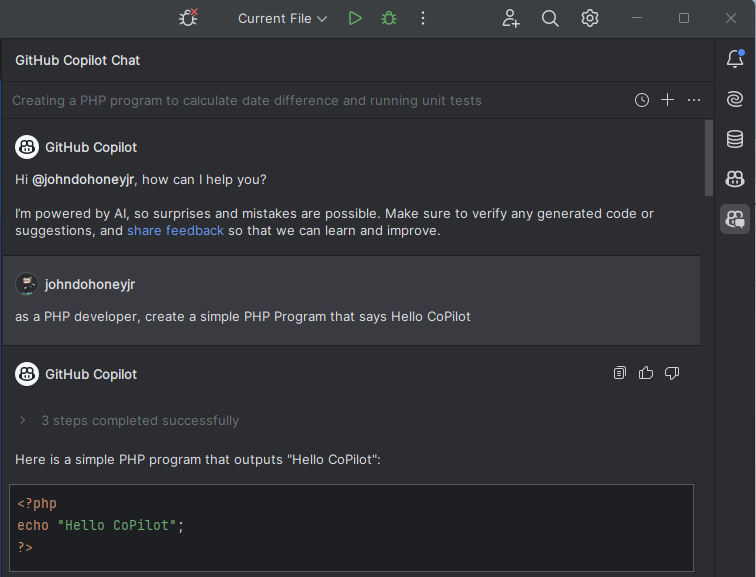 Current File
GitHub Copilot Chat
Creating a PHP program to calculate date difference and running unit tests
GitHub Copilot
Hi @johndohoneyjr, how can I help you?
I'm powered by AI, so surprises and mistakes are possible. Make sure to verify any generated code or
suggestions, and share feedback so that we can learn and improve.
johndohoneyjr
as a PHP developer, create a simple PHP Program that says Hello CoPilot
GitHub Copilot
3 steps completed successfully
Here is a simple PHP program that outputs "Hello CoPilot":
<?php
echo "Hello CoPilot";
?>